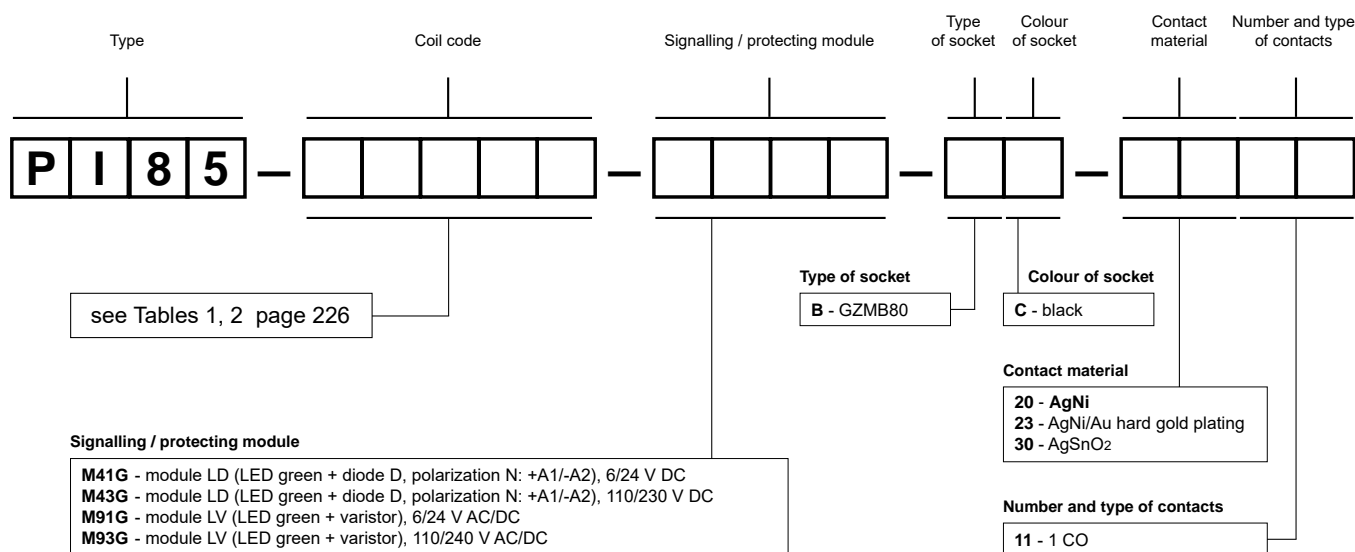 Type
Coil code
Signalling / protecting module
Type
of socket
Colour
of socket
Contact
material
Number and type
of contacts
P I 8 5 – – – –
see Tables 1, 2 page 226
Type of socket
B - GZMB80
Colour of socket
C - black
Contact material
20 - AgNi
23 - AgNi/Au hard gold plating
30 - AgSnO2
Signalling / protecting module
M41G - module LD (LED green + diode D, polarization N: +A1/-A2), 6/24 V DC
M43G - module LD (LED green + diode D, polarization N: +A1/-A2), 110/230 V DC
M91G - module LV (LED green + varistor), 6/24 V AC/DC
M93G - module LV (LED green + varistor), 110/240 V AC/DC
Number and type of contacts
11 - 1 CO